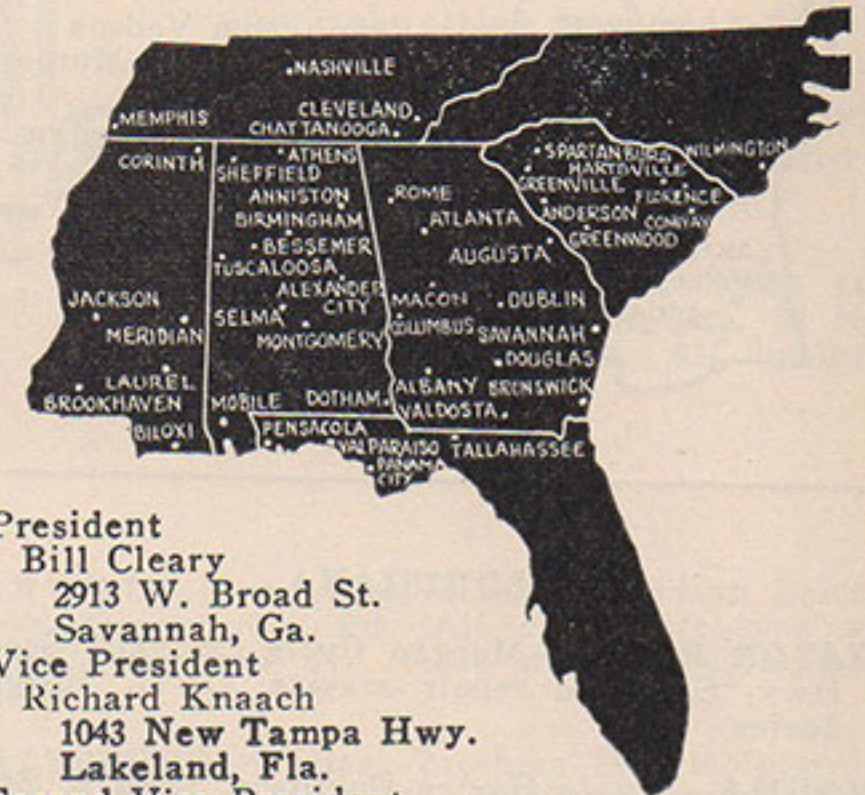 NASHVILLE
CLEVELAND
MEMPHIS
CHATTANOOGA
CORINTH
ATHENS
SPARTANBURG
WILMINGTON
SHEFFIELD
HARTSVILLE
GREENVILLE
ANNISTON
ROME
FLORENCE
BIRMINGHAM
ATLANTA
ANDERSON
CONWAY
BESSEMER
AUGUSTA
GREENWOOD
TUSCALOOSA
JACKSON
ALEXANDER
CITY
MACON
DUBLIN
SELMA
MERIDIAN
MONTGOMERY
COLUMBUS
SAVANNAH
DOUGLAS
LAUREL
ALBANY
BRUNSWICK
BROOKHAVEN
MOBILE
DOTHAM
VALDOSTA
BILOXI
PENSACOLA
VALPARAISO
TALLAHASSEE
PANAMA
CITY
President
Bill Cleary
2913 W. Broad St.
Savannah, Ga.
Vice President
Richard Knaach
1043 New Tampa Hwy.
Lakeland, Fla.
Second Vice President